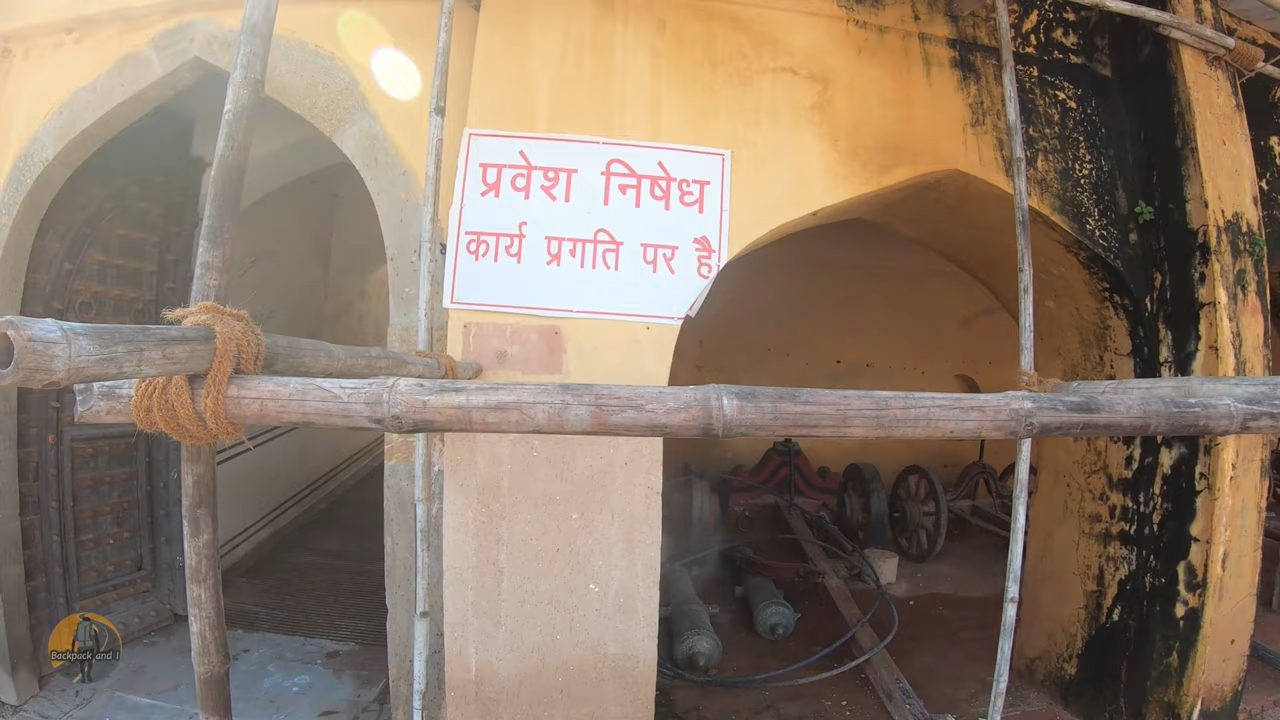 प्रवेश निषेध
कार्य प्रगति पर है
Backpack and I